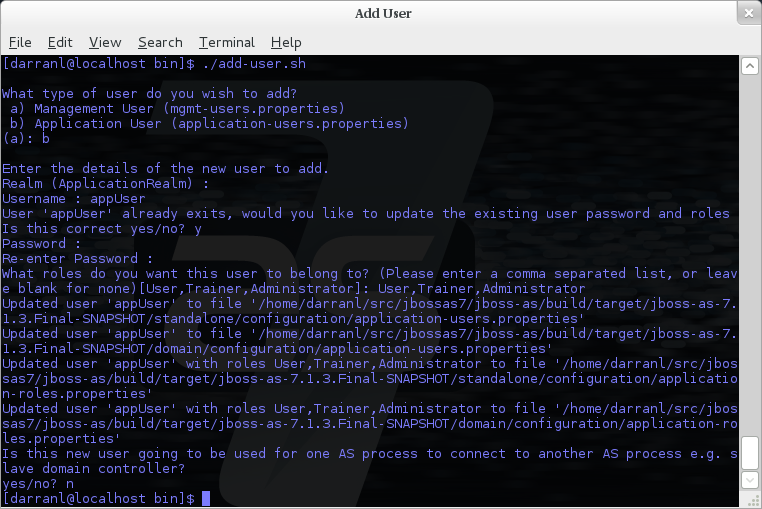 Add User
File Edit View Search Terminal Help
[darranl@localhost bin]$ ./add-user.sh
What type of user do you wish to add?
a) Management User (mgmt-users.properties)
b) Application User (application-users.properties)
(a): b
Enter the details of the new user to add.
Realm (ApplicationRealm) :
Username : appUser
User 'appUser' already exits, would you like to update the existing user password and roles
Is this correct yes/no? y
Password :
Re-enter Password :
What roles do you want this user to belong to? (Please enter a comma separated list, or leav
e blank for none)[User,Trainer,Administrator]: User,Trainer,Administrator
Updated user 'appUser' to file '/home/darranl/src/jbossas7/jboss-as/build/target/jboss-as-7.
1.3.Final-SNAPSHOT/standalone/configuration/application-users.properties'
Updated user 'appUser' to file '/home/darranl/src/jbossas7/jboss-as/build/target/jboss-as-7.
1.3.Final-SNAPSHOT/domain/configuration/application-users.properties'
Updated user 'appUser' with roles User,Trainer,Administrator to file '/home/darranl/src/jbos
sas7/jboss-as/build/target/jboss-as-7.1.3.Final-SNAPSHOT/standalone/configuration/applicatio
n-roles.properties'
Updated user 'appUser' with roles User,Trainer,Administrator to file '/home/darranl/src/jbos
sas7/jboss-as/build/target/jboss-as-7.1.3.Final-SNAPSHOT/domain/configuration/application-ro
les.properties'
Is this new user going to be used for one AS process to connect to another AS process e.g. s
lave domain controller?
yes/no? n
[darranl@localhost bin]$